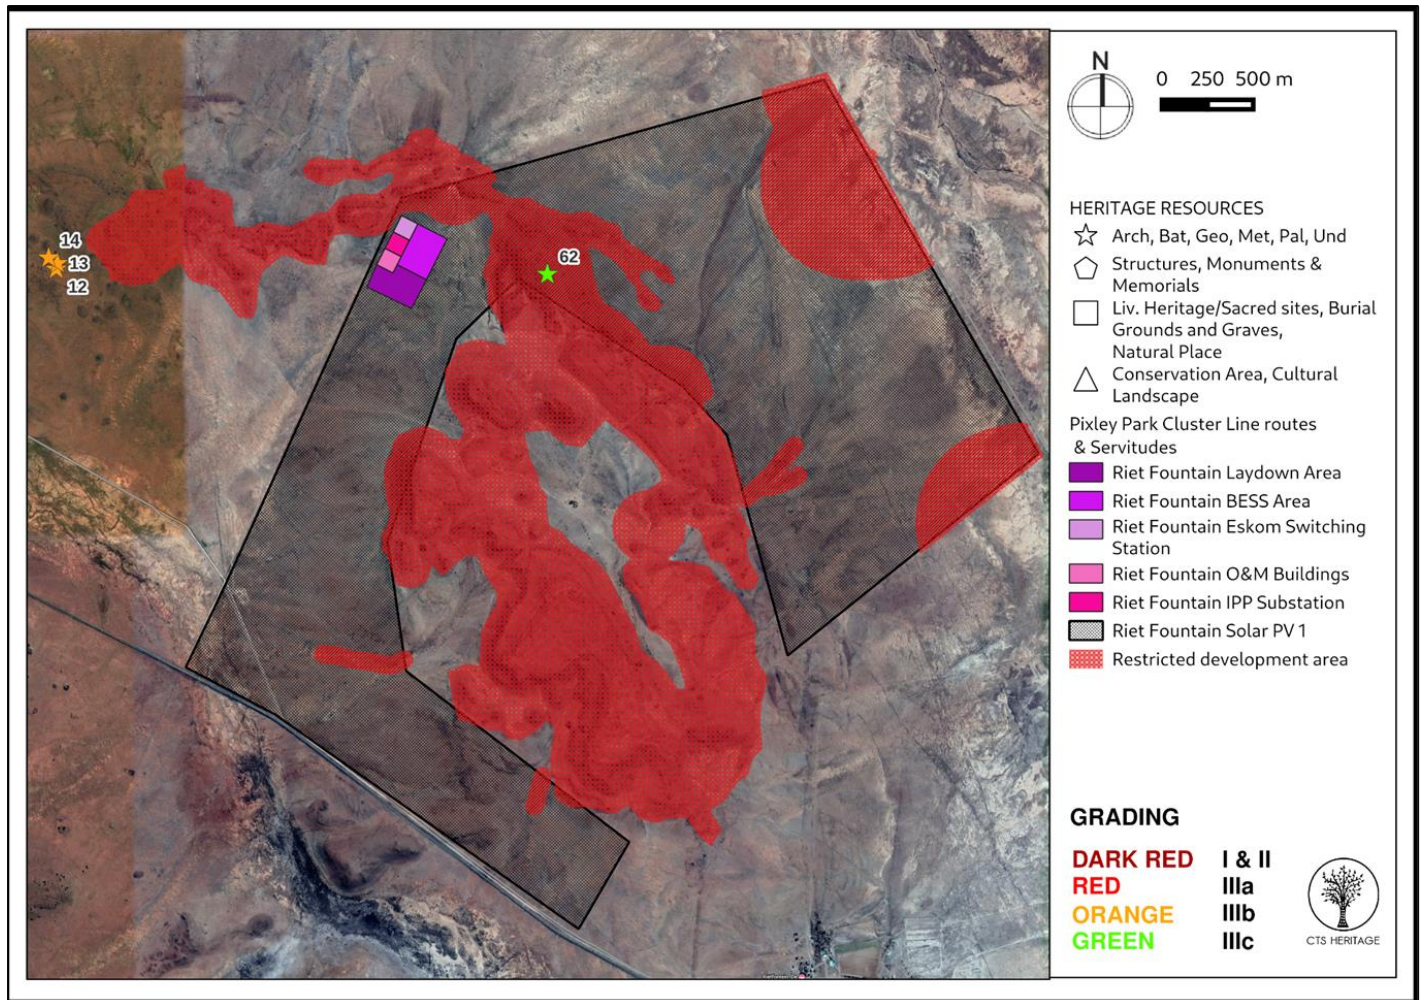 14
13
12
62
N
0 250 500 m
HERITAGE RESOURCES
Arch, Bat, Geo, Met, Pal, Und
Structures, Monuments &
Memorials
Liv. Heritage/Sacred sites, Burial
Grounds and Graves,
Natural Place
Conservation Area, Cultural
Landscape
Pixley Park Cluster Line routes
& Servitudes
Riet Fountain Laydown Area
Riet Fountain BESS Area
Riet Fountain Eskom Switching
Station
Riet Fountain O&M Buildings
Riet Fountain IPP Substation
Riet Fountain Solar PV 1
Restricted development area
GRADING
DARK RED I & II
RED IIIa
ORANGE IIIb
GREEN IIIc
CTS HERITAGE